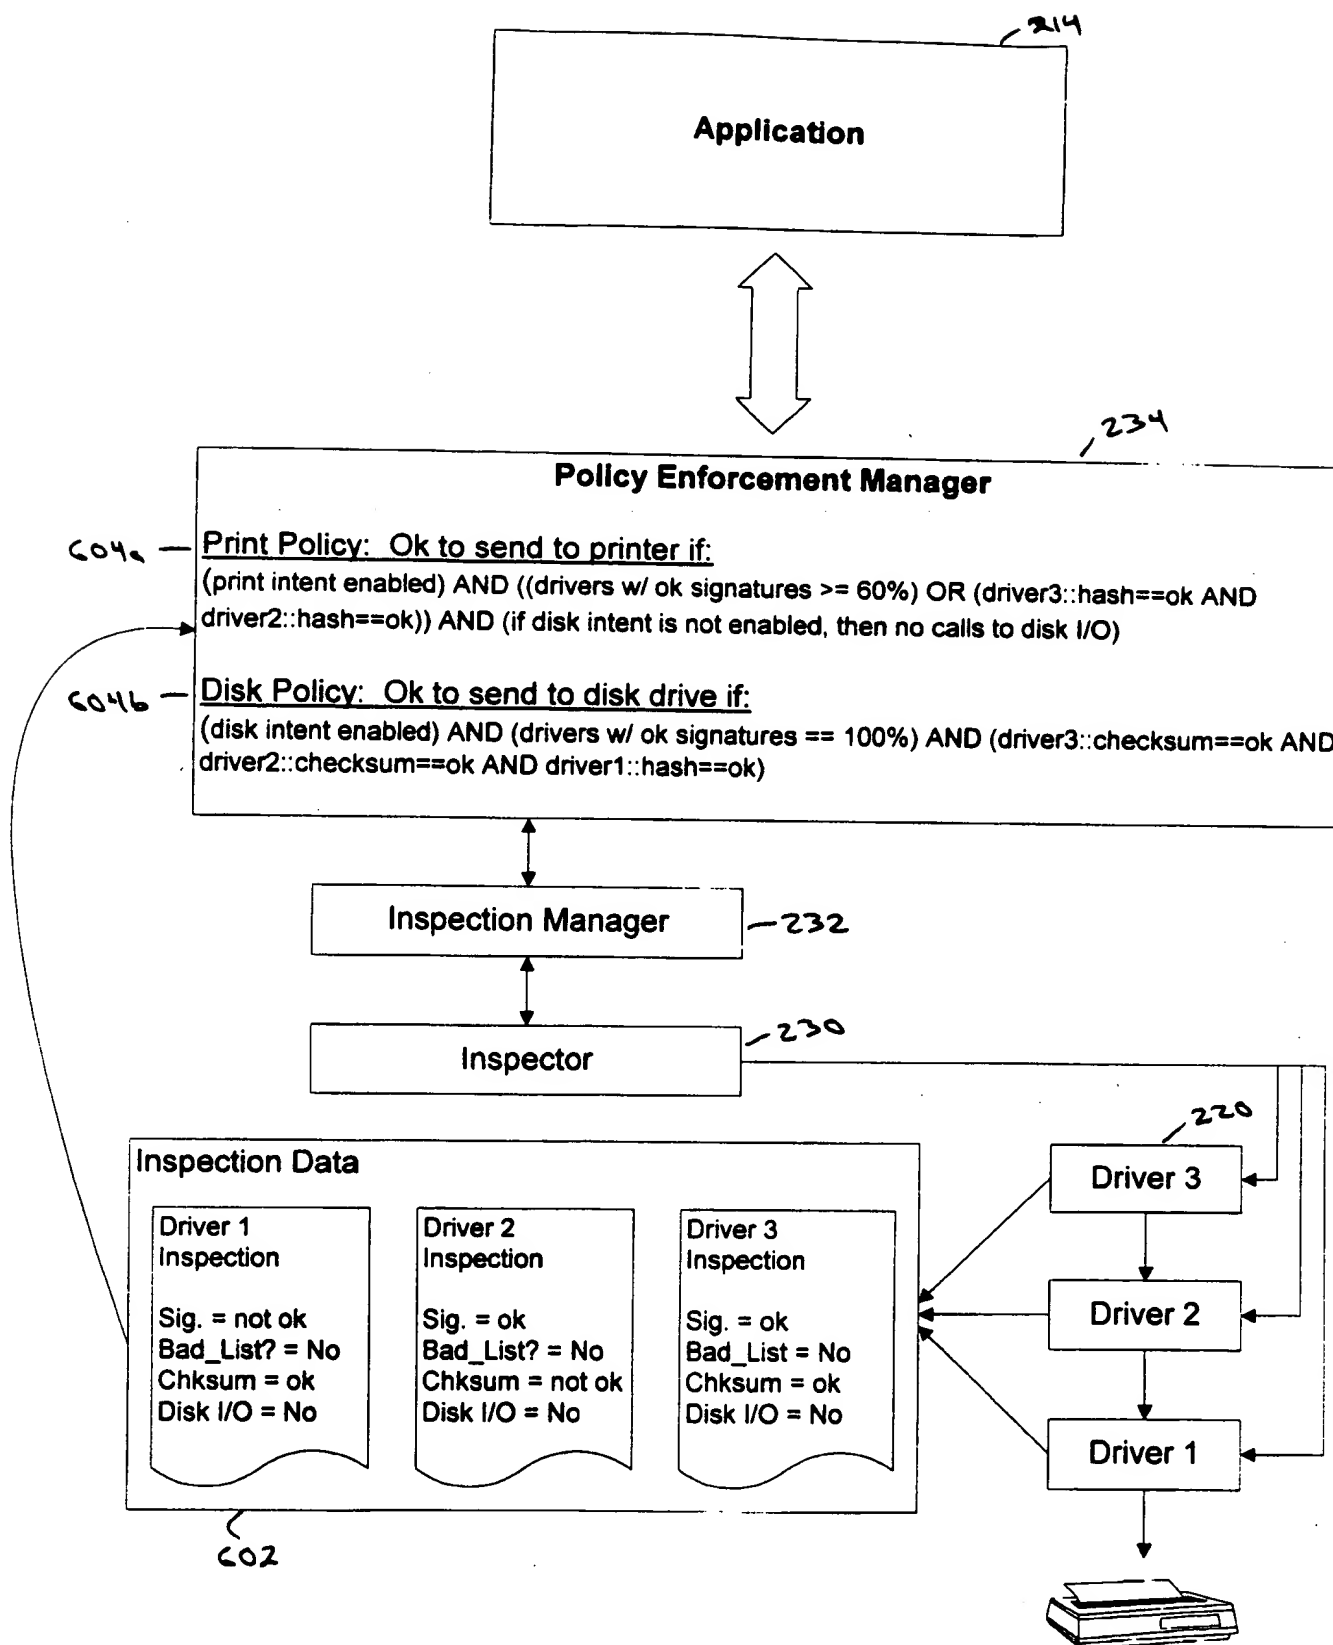 214
Application
234
Policy Enforcement Manager
604a
Print Policy: Ok to send to printer if:
(print intent enabled) AND ((drivers w/ ok signatures >= 60%) OR (driver3::hash==ok AND
driver2::hash==ok)) AND (if disk intent is not enabled, then no calls to disk I/O)
604b
Disk Policy: Ok to send to disk drive if:
(disk intent enabled) AND (drivers w/ ok signatures == 100%) AND (driver3::checksum==ok AND
driver2::checksum==ok AND driver1::hash==ok)
Inspection Manager
232
Inspector
230
220
Driver 3
Driver 2
Driver 1
Inspection Data
Driver 1
Inspection
Sig. = not ok
Bad_List? = No
Chksum = ok
Disk I/O = No
Driver 2
Inspection
Sig. = ok
Bad_List? = No
Chksum = not ok
Disk I/O = No
Driver 3
Inspection
Sig. = ok
Bad_List = No
Chksum = ok
Disk I/O = No
602